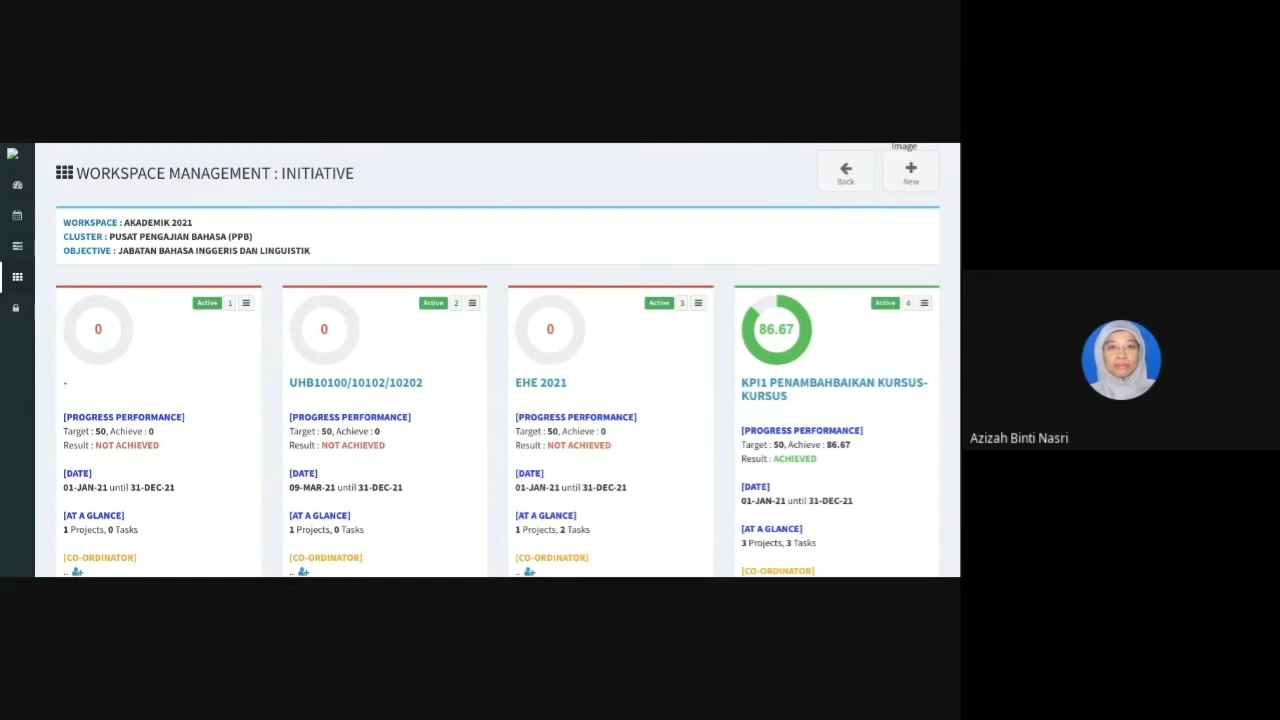 Image
WORKSPACE MANAGEMENT : INITIATIVE
Back
New
WORKSPACE : AKADEMIK 2021
CLUSTER : PUSAT PENGAJIAN BAHASA (PPB)
OBJECTIVE : JABATAN BAHASA INGGERIS DAN LINGUISTIK
Active 1
0
-
[PROGRESS PERFORMANCE]
Target : 50, Achieve : 0
Result : NOT ACHIEVED
[DATE]
01-JAN-21 until 31-DEC-21
[AT A GLANCE]
1 Projects, 0 Tasks
[CO-ORDINATOR]
..
Active 2
0
UHB10100/10102/10202
[PROGRESS PERFORMANCE]
Target : 50, Achieve : 0
Result : NOT ACHIEVED
[DATE]
09-MAR-21 until 31-DEC-21
[AT A GLANCE]
1 Projects, 0 Tasks
[CO-ORDINATOR]
..
Active 3
0
EHE 2021
[PROGRESS PERFORMANCE]
Target : 50, Achieve : 0
Result : NOT ACHIEVED
[DATE]
01-JAN-21 until 31-DEC-21
[AT A GLANCE]
1 Projects, 2 Tasks
[CO-ORDINATOR]
..
Active 4
86.67
KPI1 PENAMBAHBAIKAN KURSUS-
KURSUS
[PROGRESS PERFORMANCE]
Target : 50, Achieve : 86.67
Result : ACHIEVED
[DATE]
01-JAN-21 until 31-DEC-21
[AT A GLANCE]
3 Projects, 3 Tasks
[CO-ORDINATOR]
Azizah Binti Nasri